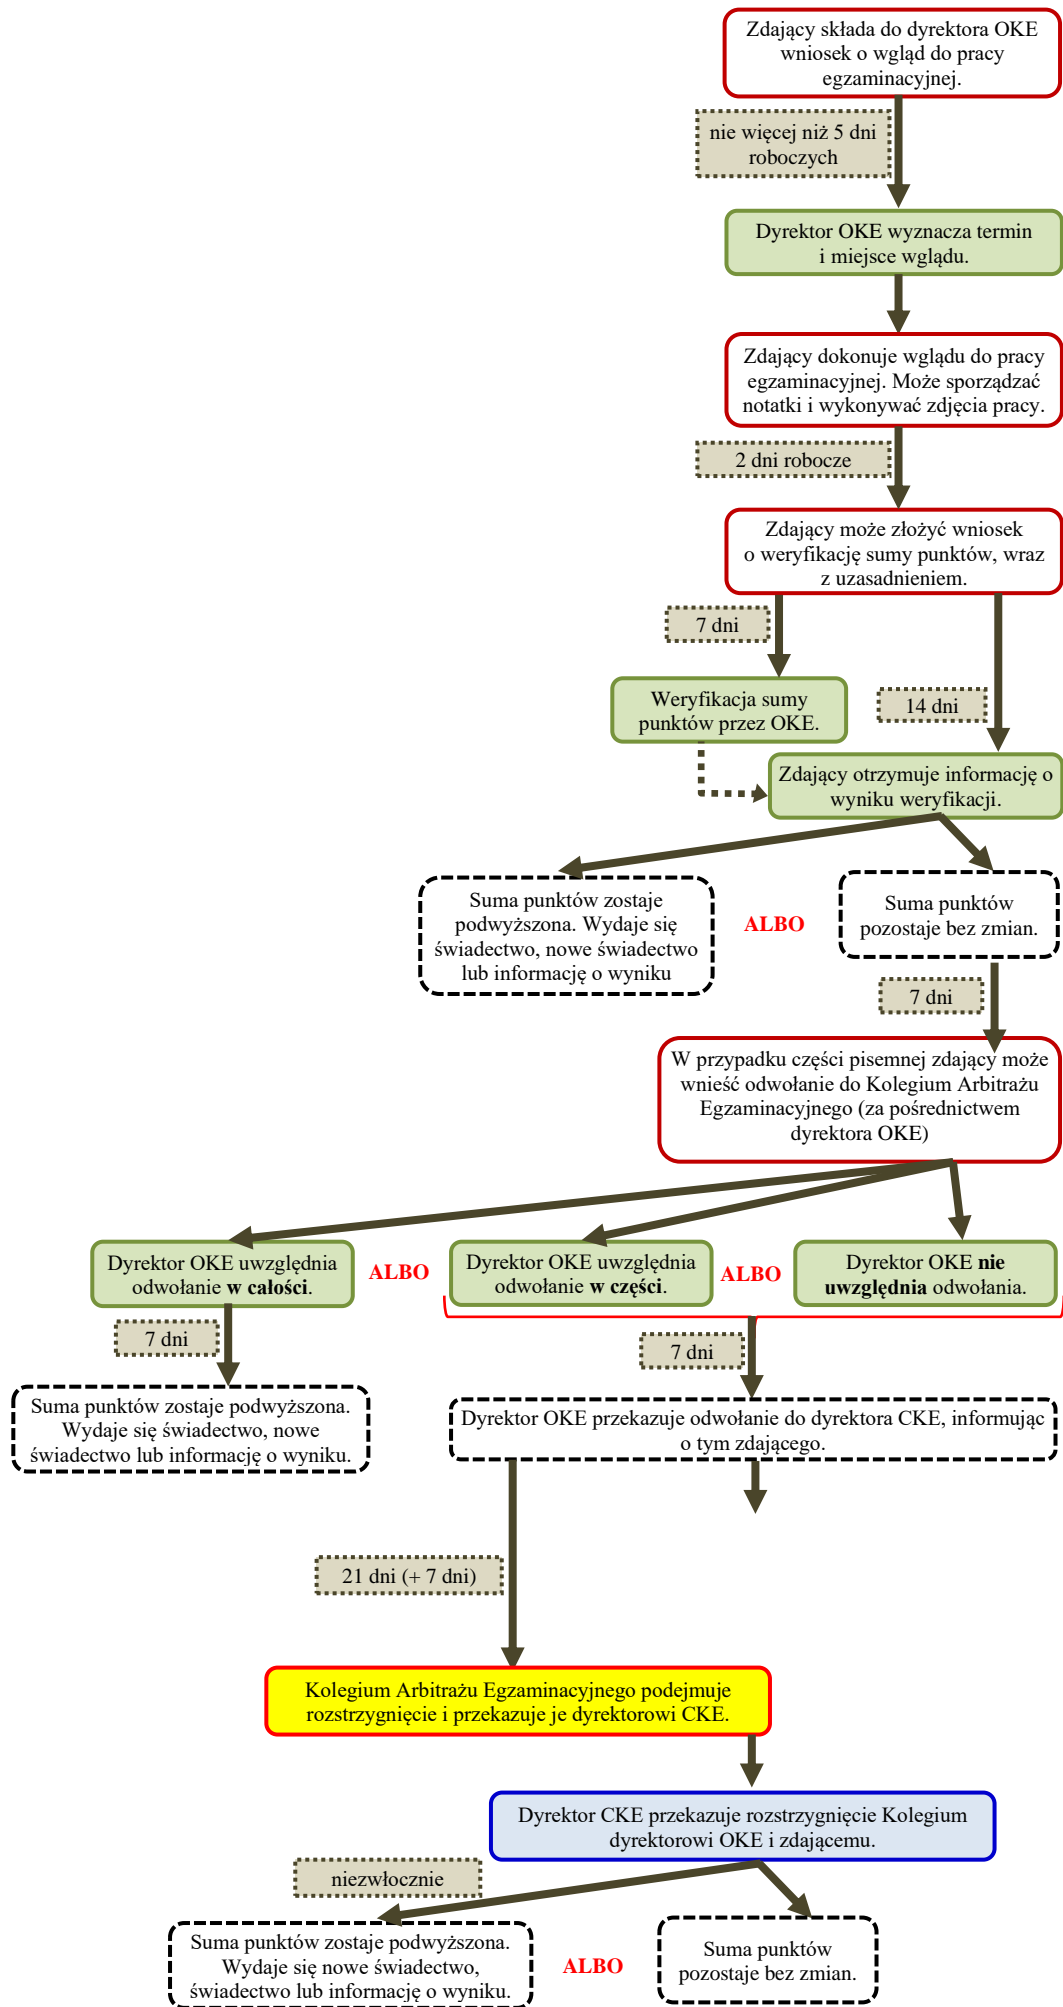 Zdający składa do dyrektora OKE
wniosek o wgląd do pracy
egzaminacyjnej.
nie więcej niż 5 dni
roboczych
Dyrektor OKE wyznacza termin
i miejsce wglądu.
Zdający dokonuje wglądu do pracy
egzaminacyjnej. Może sporządzać
notatki i wykonywać zdjęcia pracy.
2 dni robocze
Zdający może złożyć wniosek
o weryfikację sumy punktów, wraz
z uzasadnieniem.
7 dni
Weryfikacja sumy
punktów przez OKE.
14 dni
Zdający otrzymuje informację o
wyniku weryfikacji.
Suma punktów zostaje
podwyższona. Wydaje się
świadectwo, nowe świadectwo
lub informację o wyniku
ALBO
Suma punktów
pozostaje bez zmian.
7 dni
W przypadku części pisemnej zdający może
wnieść odwołanie do Kolegium Arbitrażu
Egzaminacyjnego (za pośrednictwem
dyrektora OKE)
Dyrektor OKE uwzględnia
odwołanie w całości.
ALBO
Dyrektor OKE uwzględnia
odwołanie w części.
ALBO
Dyrektor OKE nie
uwzględnia odwołania.
7 dni
7 dni
Suma punktów zostaje podwyższona.
Wydaje się świadectwo, nowe
świadectwo lub informację o wyniku.
Dyrektor OKE przekazuje odwołanie do dyrektora CKE, informując
o tym zdającego.
21 dni (+ 7 dni)
Kolegium Arbitrażu Egzaminacyjnego podejmuje
rozstrzygnięcie i przekazuje je dyrektorowi CKE.
Dyrektor CKE przekazuje rozstrzygnięcie Kolegium
dyrektorowi OKE i zdającemu.
niezwłocznie
Suma punktów zostaje podwyższona.
Wydaje się nowe świadectwo,
świadectwo lub informację o wyniku.
ALBO
Suma punktów
pozostaje bez zmian.